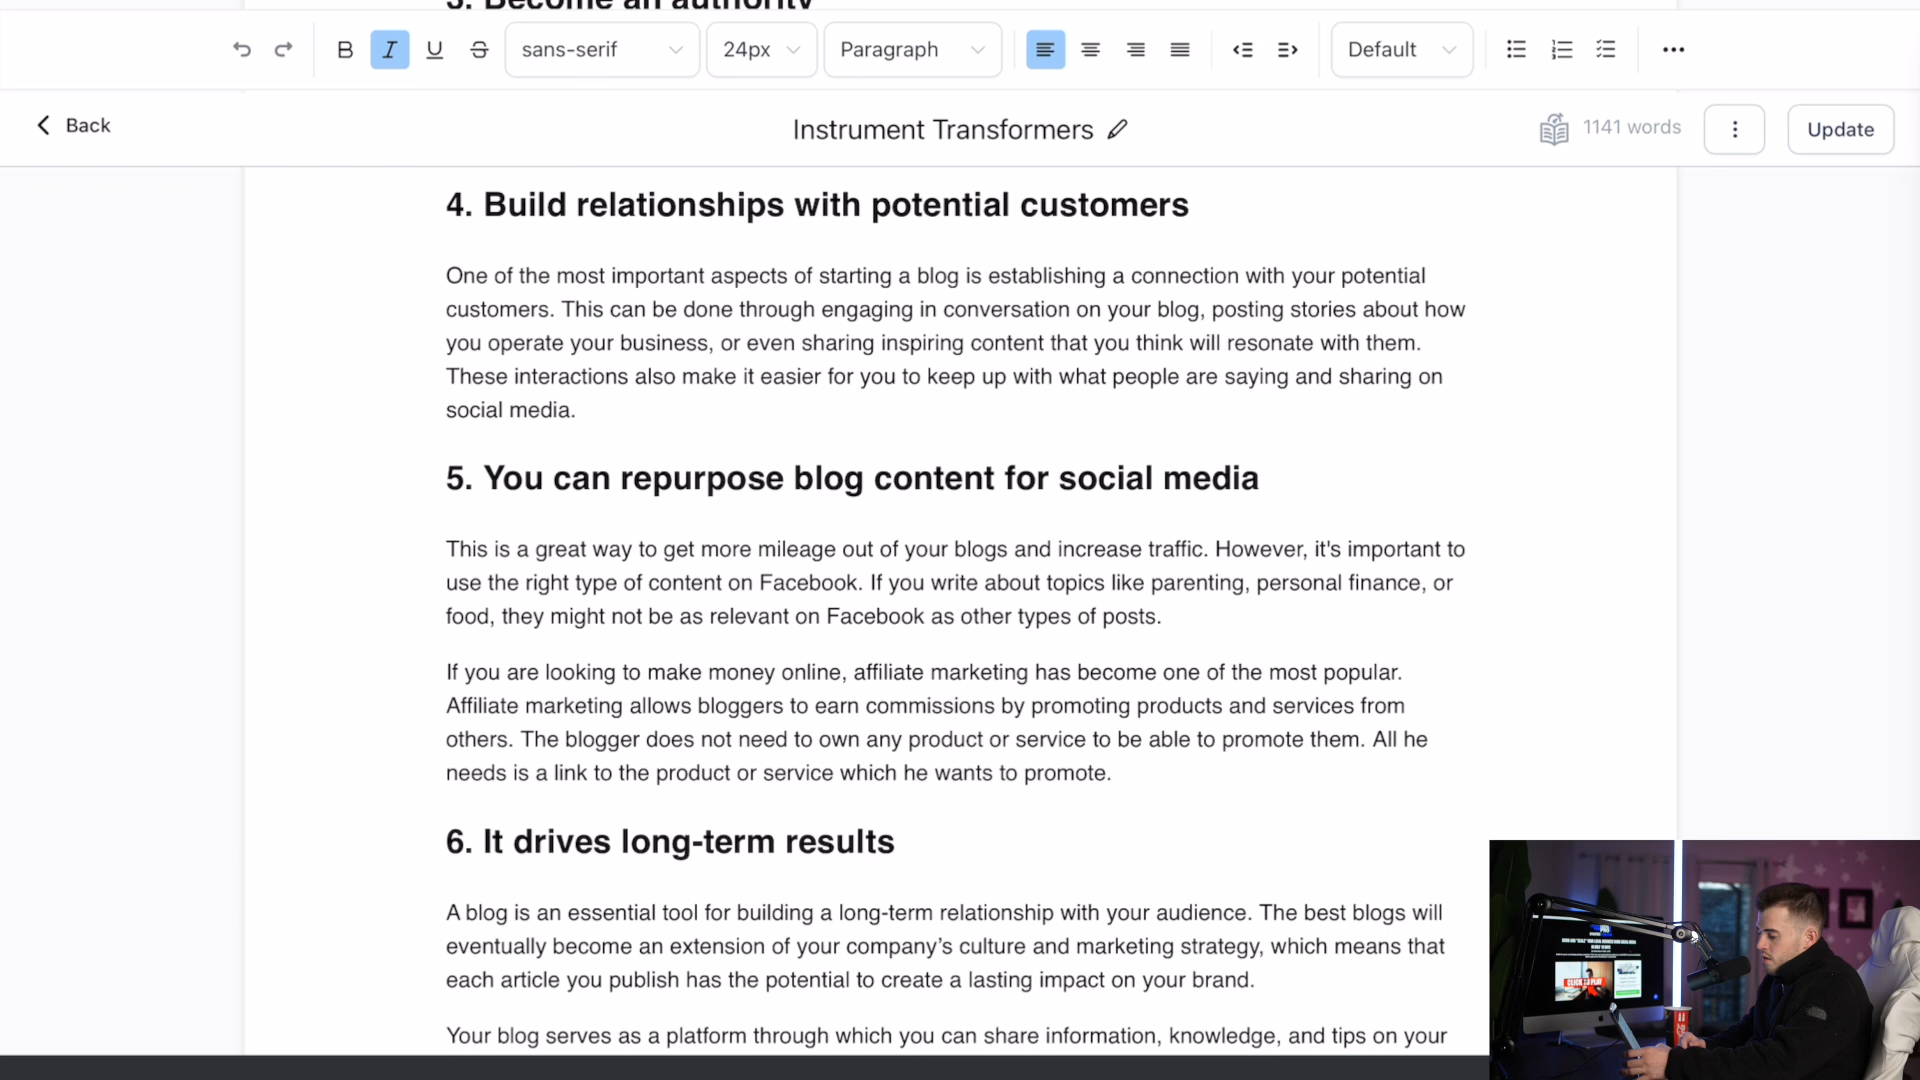 3. Become an authority
sans-serif
24px
Paragraph
Default
Back
Instrument Transformers
1141 words
Update
4. Build relationships with potential customers
One of the most important aspects of starting a blog is establishing a connection with your potential
customers. This can be done through engaging in conversation on your blog, posting stories about how
you operate your business, or even sharing inspiring content that you think will resonate with them.
These interactions also make it easier for you to keep up with what people are saying and sharing on
social media.
5. You can repurpose blog content for social media
This is a great way to get more mileage out of your blogs and increase traffic. However, it's important to
use the right type of content on Facebook. If you write about topics like parenting, personal finance, or
food, they might not be as relevant on Facebook as other types of posts.
If you are looking to make money online, affiliate marketing has become one of the most popular.
Affiliate marketing allows bloggers to earn commissions by promoting products and services from
others. The blogger does not need to own any product or service to be able to promote them. All he
needs is a link to the product or service which he wants to promote.
6. It drives long-term results
A blog is an essential tool for building a long-term relationship with your audience. The best blogs will
eventually become an extension of your company’s culture and marketing strategy, which means that
each article you publish has the potential to create a lasting impact on your brand.
Your blog serves as a platform through which you can share information, knowledge, and tips on your
CLICK TO PLAY